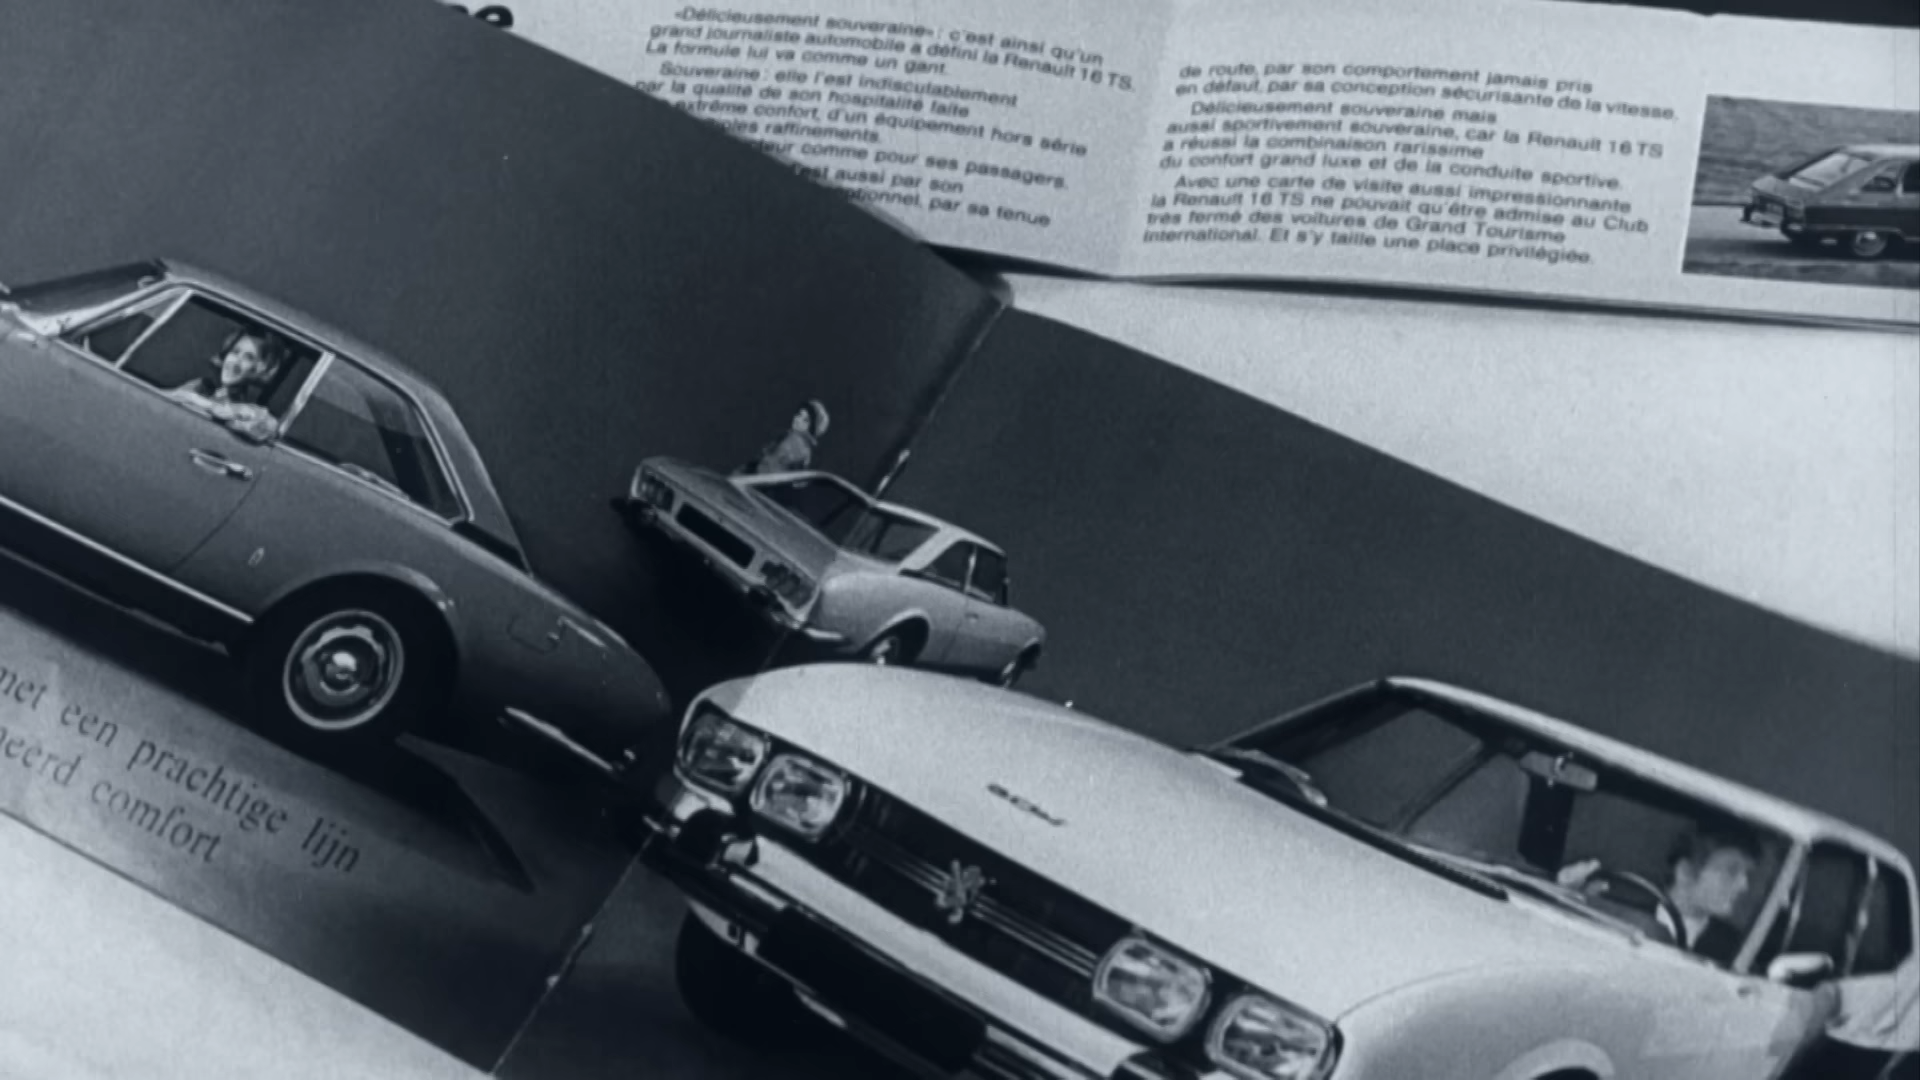 «Délicieusement souveraine» : c'est ainsi qu'un
grand journaliste automobile a défini la Renault 16 TS.
La formule lui va comme un gant.
Souveraine : elle l'est indiscutablement
par la qualité de son hospitalité faite
extrême confort, d'un équipement hors série
raffinements.
comme pour ses passagers.
aussi par son
par sa tenue
de route, par son comportement jamais pris
en défaut, par sa conception sécurisante de la vitesse.
Délicieusement souveraine mais
aussi sportivement souveraine, car la Renault 16 TS
a réussi la combinaison rarissime
du confort grand luxe et de la conduite sportive.
Avec une carte de visite aussi impressionnante
la Renault 16 TS ne pouvait qu'être admise au Club
très fermé des voitures de Grand Tourisme
International. Et s'y taille une place privilégiée.
met een prachtige lijn
comfort